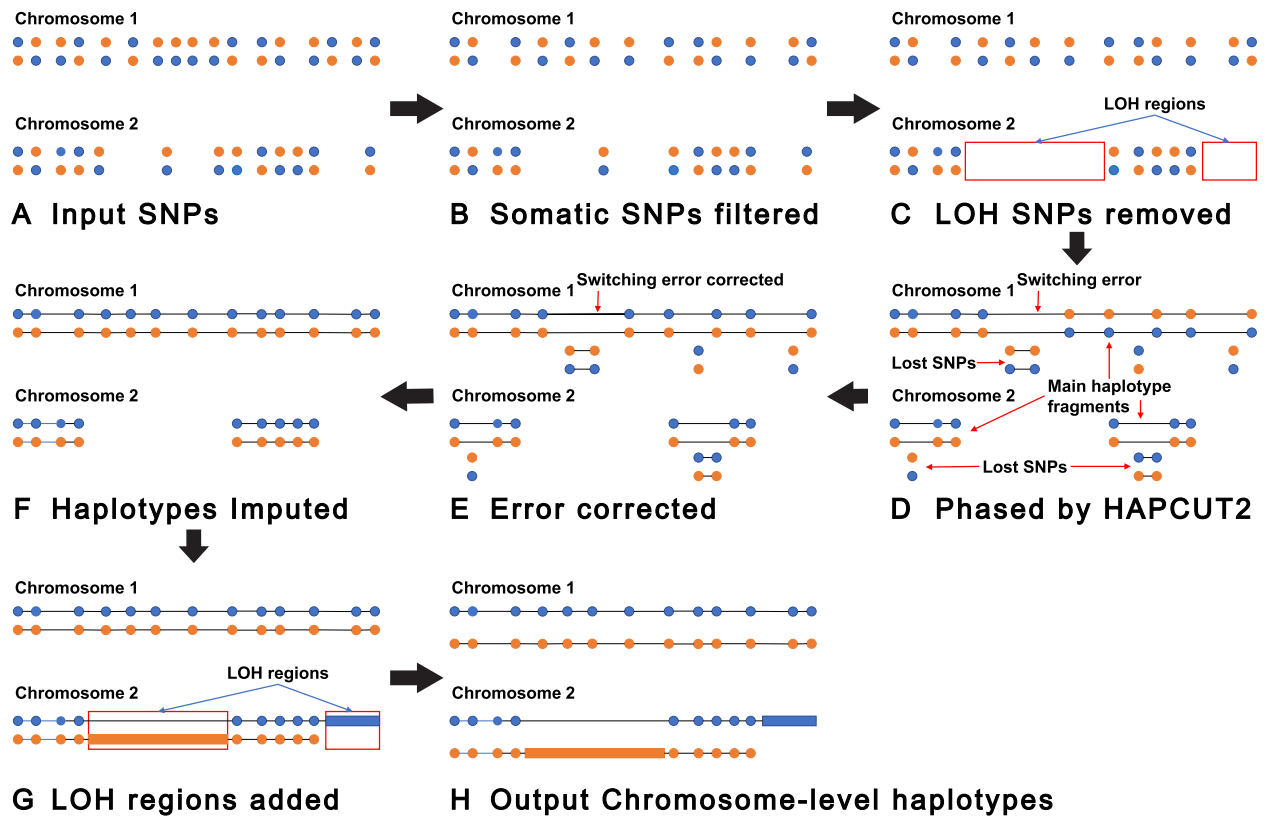 Chromosome 1
Chromosome 2
A Input SNPs
Chromosome 1
Chromosome 2
B Somatic SNPs filtered
Chromosome 1
LOH regions
Chromosome 2
C LOH SNPs removed
Switching error
Chromosome 1
Lost SNPs
Main haplotype
fragments
Chromosome 2
Lost SNPs
D Phased by HAPCUT2
Switching error corrected
Chromosome 1
Chromosome 2
E Error corrected
Chromosome 1
Chromosome 2
F Haplotypes Imputed
Chromosome 1
LOH regions
Chromosome 2
G LOH regions added
Chromosome 1
Chromosome 2
H Output Chromosome-level haplotypes